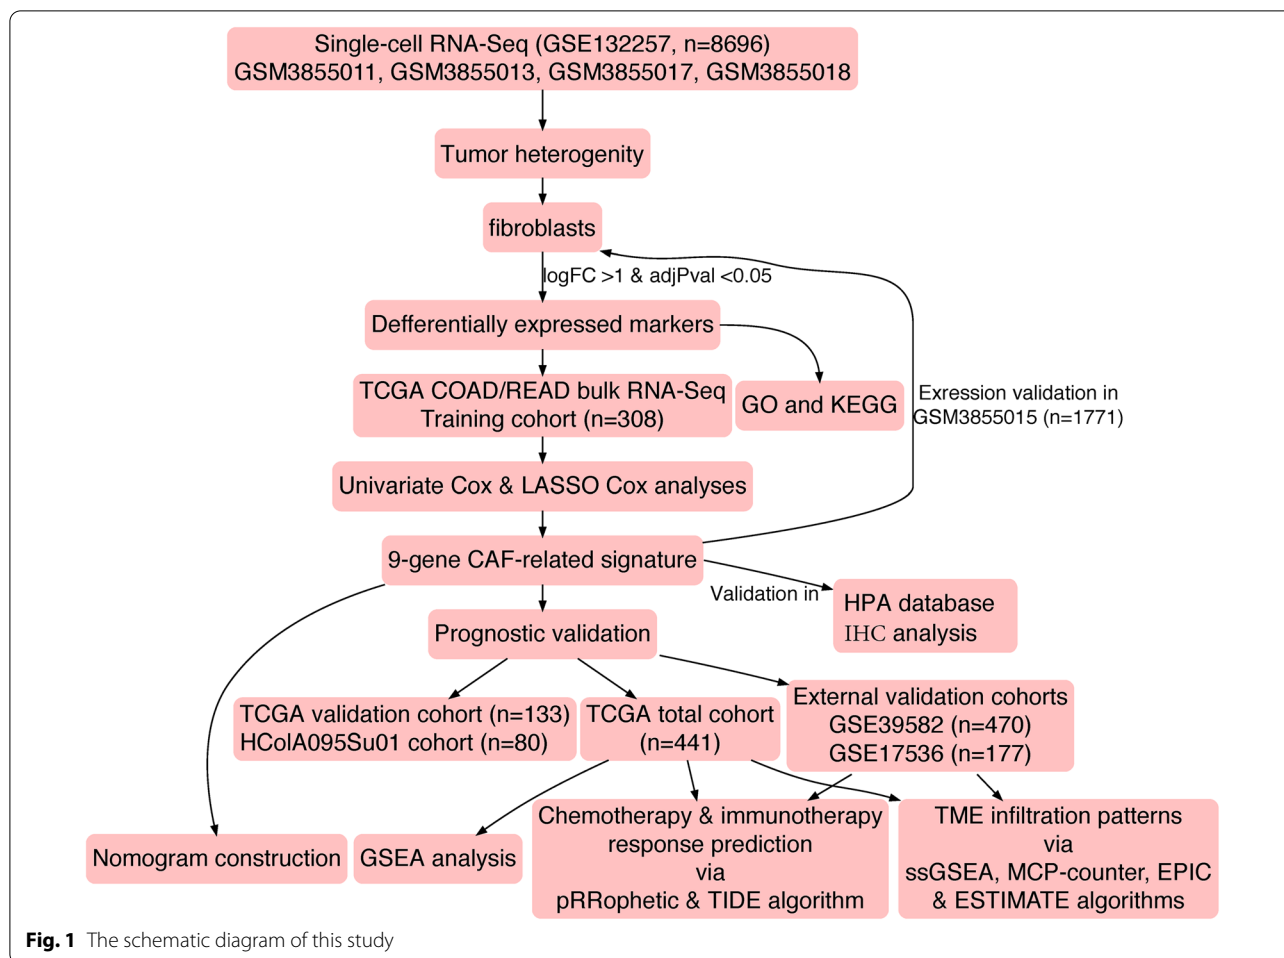 Single-cell RNA-Seq (GSE132257, n=8696)
GSM3855011, GSM3855013, GSM3855017, GSM3855018
Tumor heterogenity
fibroblasts
logFC >1 & adjPval <0.05
Defferentially expressed markers
TCGA COAD/READ bulk RNA-Seq
Training cohort (n=308)
GO and KEGG
Exression validation in
GSM3855015 (n=1771)
Univariate Cox & LASSO Cox analyses
9-gene CAF-related signature
Validation in
HPA database
IHC analysis
Prognostic validation
TCGA validation cohort (n=133)
HColA095Su01 cohort (n=80)
TCGA total cohort
(n=441)
External validation cohorts
GSE39582 (n=470)
GSE17536 (n=177)
Nomogram construction
GSEA analysis
Chemotherapy & immunotherapy
response prediction
via
pRRophetic & TIDE algorithm
TME infiltration patterns
via
ssGSEA, MCP-counter, EPIC
& ESTIMATE algorithms
Fig. 1 The schematic diagram of this study